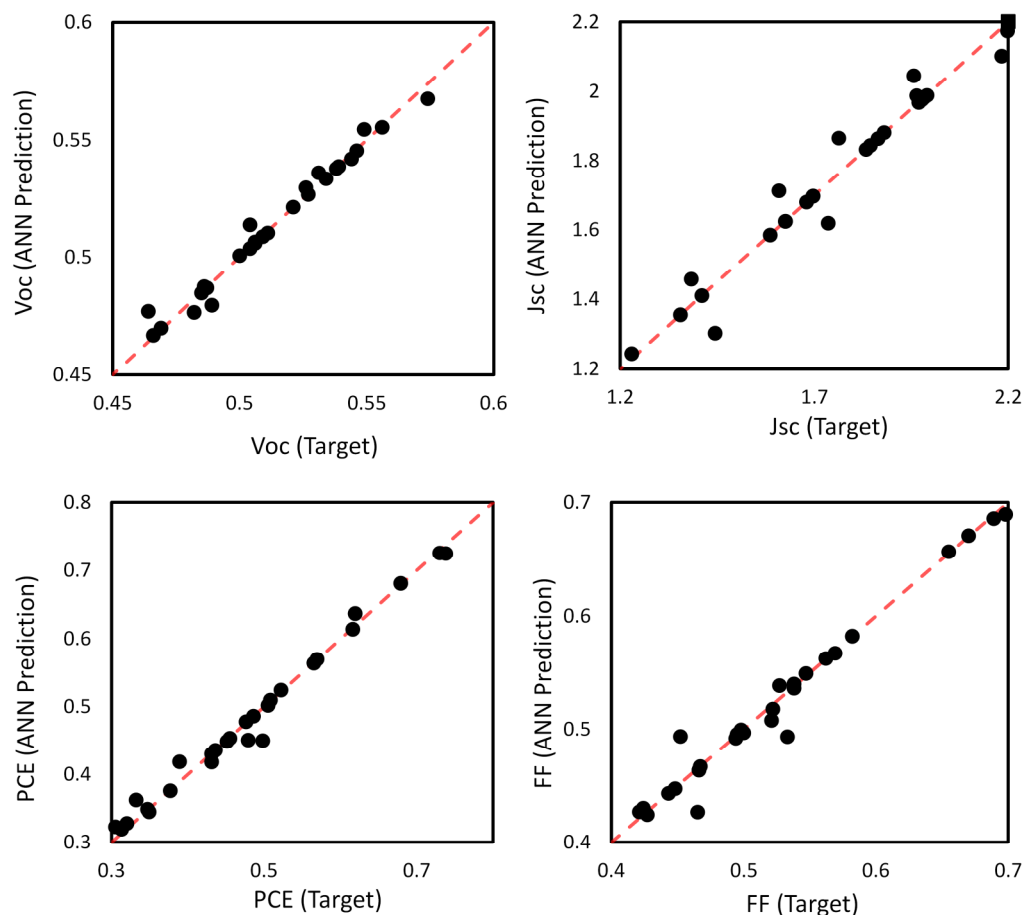 0.6
0.55
0.5
0.45
Voc (ANN Prediction)
0.45 0.5 0.55 0.6
Voc (Target)
2.2
2
1.8
1.6
1.4
1.2
Jsc (ANN Prediction)
1.2 1.7 2.2
Jsc (Target)
0.8
0.7
0.6
0.5
0.4
0.3
PCE (ANN Prediction)
0.3 0.5 0.7
PCE (Target)
0.7
0.6
0.5
0.4
FF (ANN Prediction)
0.4 0.5 0.6 0.7
FF (Target)